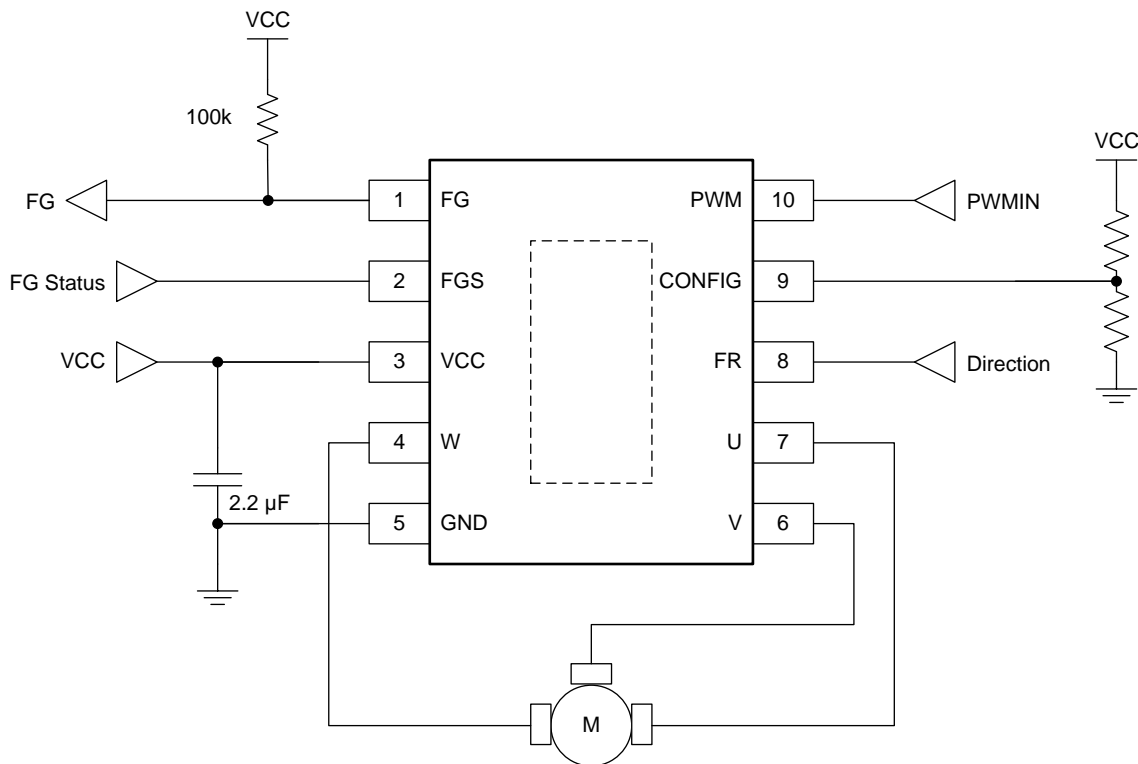 VCC
100k
VCC
FG
1
FG
PWM
10
PWMIN
FG Status
2
FGS
CONFIG
9
VCC
3
VCC
FR
8
Direction
4
W
U
7
2.2 µF
5
GND
V
6
M